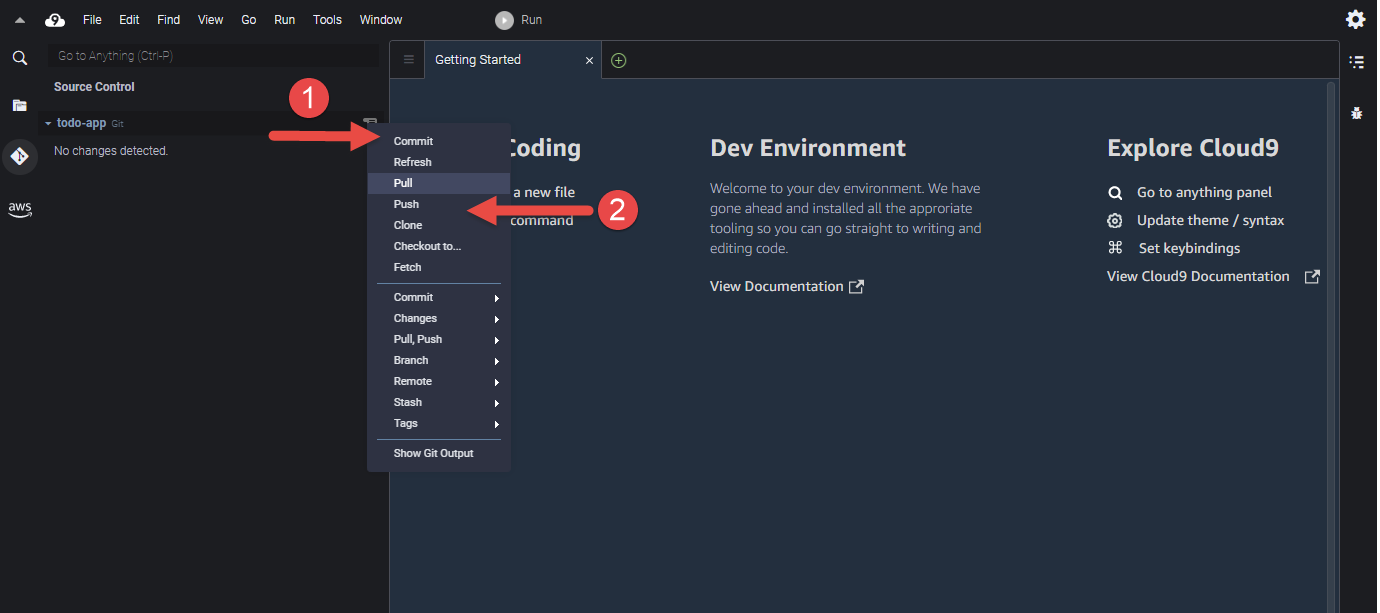 9 File Edit Find View Go Run Tools Window Run
Go to Anything (Ctrl-P)
Source Control
todo-app Git
No changes detected.
aws
Getting Started
1
2
Commit
Refresh
Pull
Push
Clone
Checkout to...
Fetch
Commit
Changes
Pull, Push
Branch
Remote
Stash
Tags
Show Git Output
Coding
a new file
command
Dev Environment
Welcome to your dev environment. We have
gone ahead and installed all the approriate
tooling so you can go straight to writing and
editing code.
View Documentation
Explore Cloud9
Go to anything panel
Update theme / syntax
Set keybindings
View Cloud9 Documentation